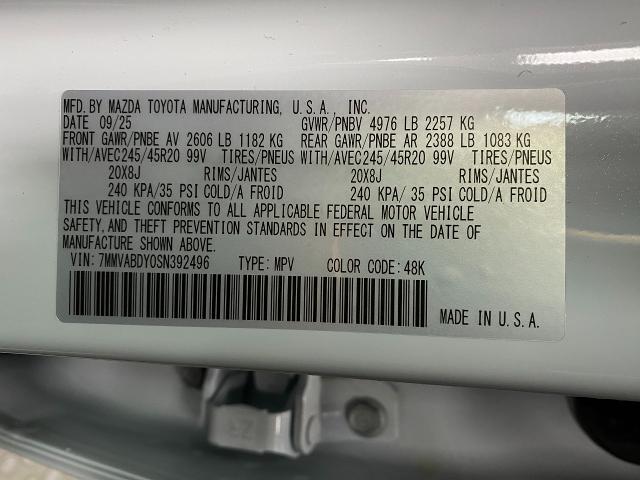 MFD. BY MAZDA TOYOTA MANUFACTURING, U.S.A., INC.
DATE 09/25 GVWR/PNBV 4976 LB 2257 KG
FRONT GAWR/PNBE AV 2606 LB 1182 KG REAR GAWR/PNBE AR 2388 LB 1083 KG
WITH/AVEC245/45R20 99V TIRES/PNEUS WITH/AVEC245/45R20 99V TIRES/PNEUS
20X8J RIMS/JANTES 20X8J RIMS/JANTES
240 KPA/ 35 PSI COLD/A FROID 240 KPA/ 35 PSI COLD/A FROID
THIS VEHICLE CONFORMS TO ALL APPLICABLE FEDERAL MOTOR VEHICLE
SAFETY, AND THEFT PREVENTION STANDARDS IN EFFECT ON THE DATE OF
MANUFACTURE SHOWN ABOVE.
VIN: 7MMVABDY0SN392496 TYPE: MPV COLOR CODE: 48K
MADE IN U.S.A.